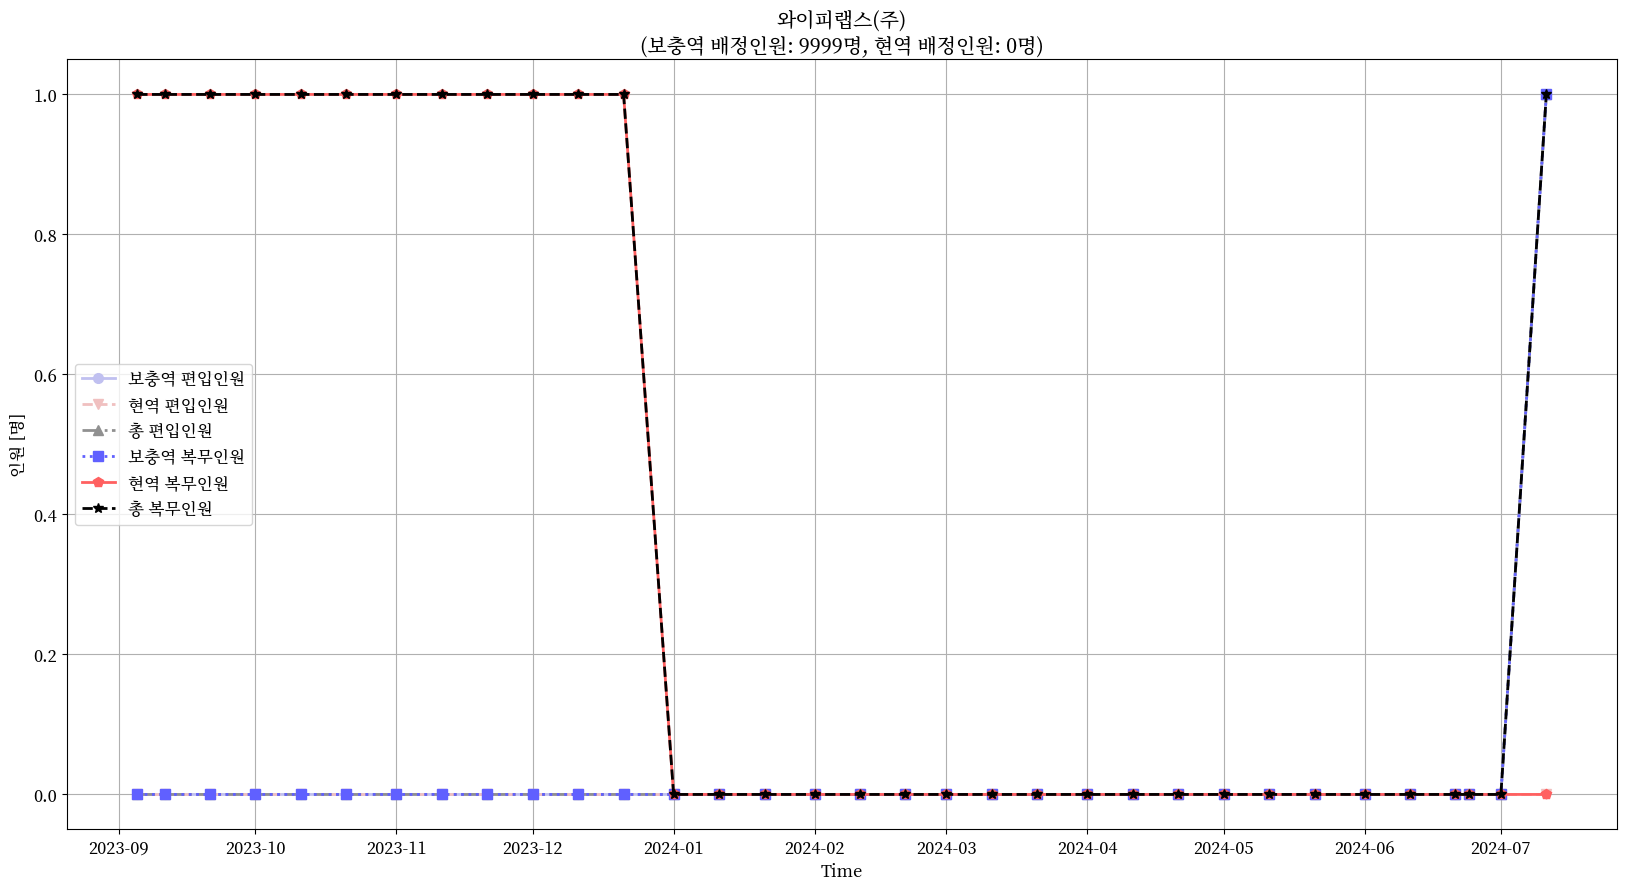 와이피랩스(주)
(보충역 배정인원: 9999명, 현역 배정인원: 0명)
1.0
0.8
0.6
0.4
0.2
0.0
인원 [명]
보충역 편입인원
현역 편입인원
총 편입인원
보충역 복무인원
현역 복무인원
총 복무인원
2023-09 2023-10 2023-11 2023-12 2024-01 2024-02 2024-03 2024-04 2024-05 2024-06 2024-07
Time